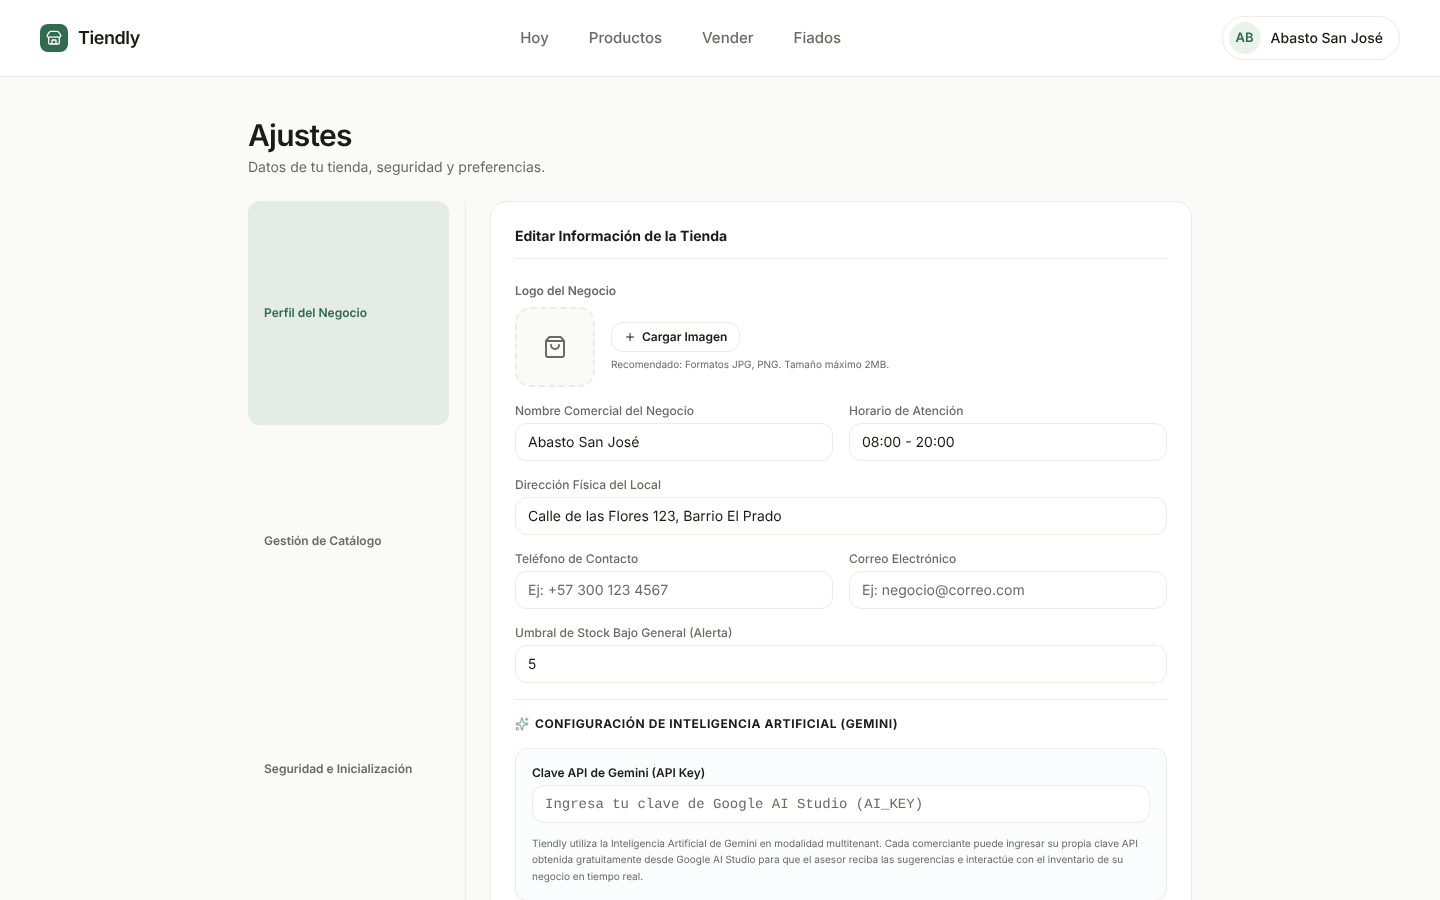 Tiendly
Hoy
Productos
Vender
Fiados
AB
Abasto San José
Ajustes
Datos de tu tienda, seguridad y preferencias.
Perfil del Negocio
Gestión de Catálogo
Seguridad e Inicialización
Editar Información de la Tienda
Logo del Negocio
Cargar Imagen
Recomendado: Formatos JPG, PNG. Tamaño máximo 2MB.
Nombre Comercial del Negocio
Abasto San José
Horario de Atención
08:00 - 20:00
Dirección Física del Local
Calle de las Flores 123, Barrio El Prado
Teléfono de Contacto
Ej: +57 300 123 4567
Correo Electrónico
Ej: negocio@correo.com
Umbral de Stock Bajo General (Alerta)
5
CONFIGURACIÓN DE INTELIGENCIA ARTIFICIAL (GEMINI)
Clave API de Gemini (API Key)
Ingresa tu clave de Google AI Studio (AI_KEY)
Tiendly utiliza la Inteligencia Artificial de Gemini en modalidad multitenant. Cada comerciante puede ingresar su propia clave API
obtenida gratuitamente desde Google AI Studio para que el asesor reciba las sugerencias e interactúe con el inventario de su
negocio en tiempo real.